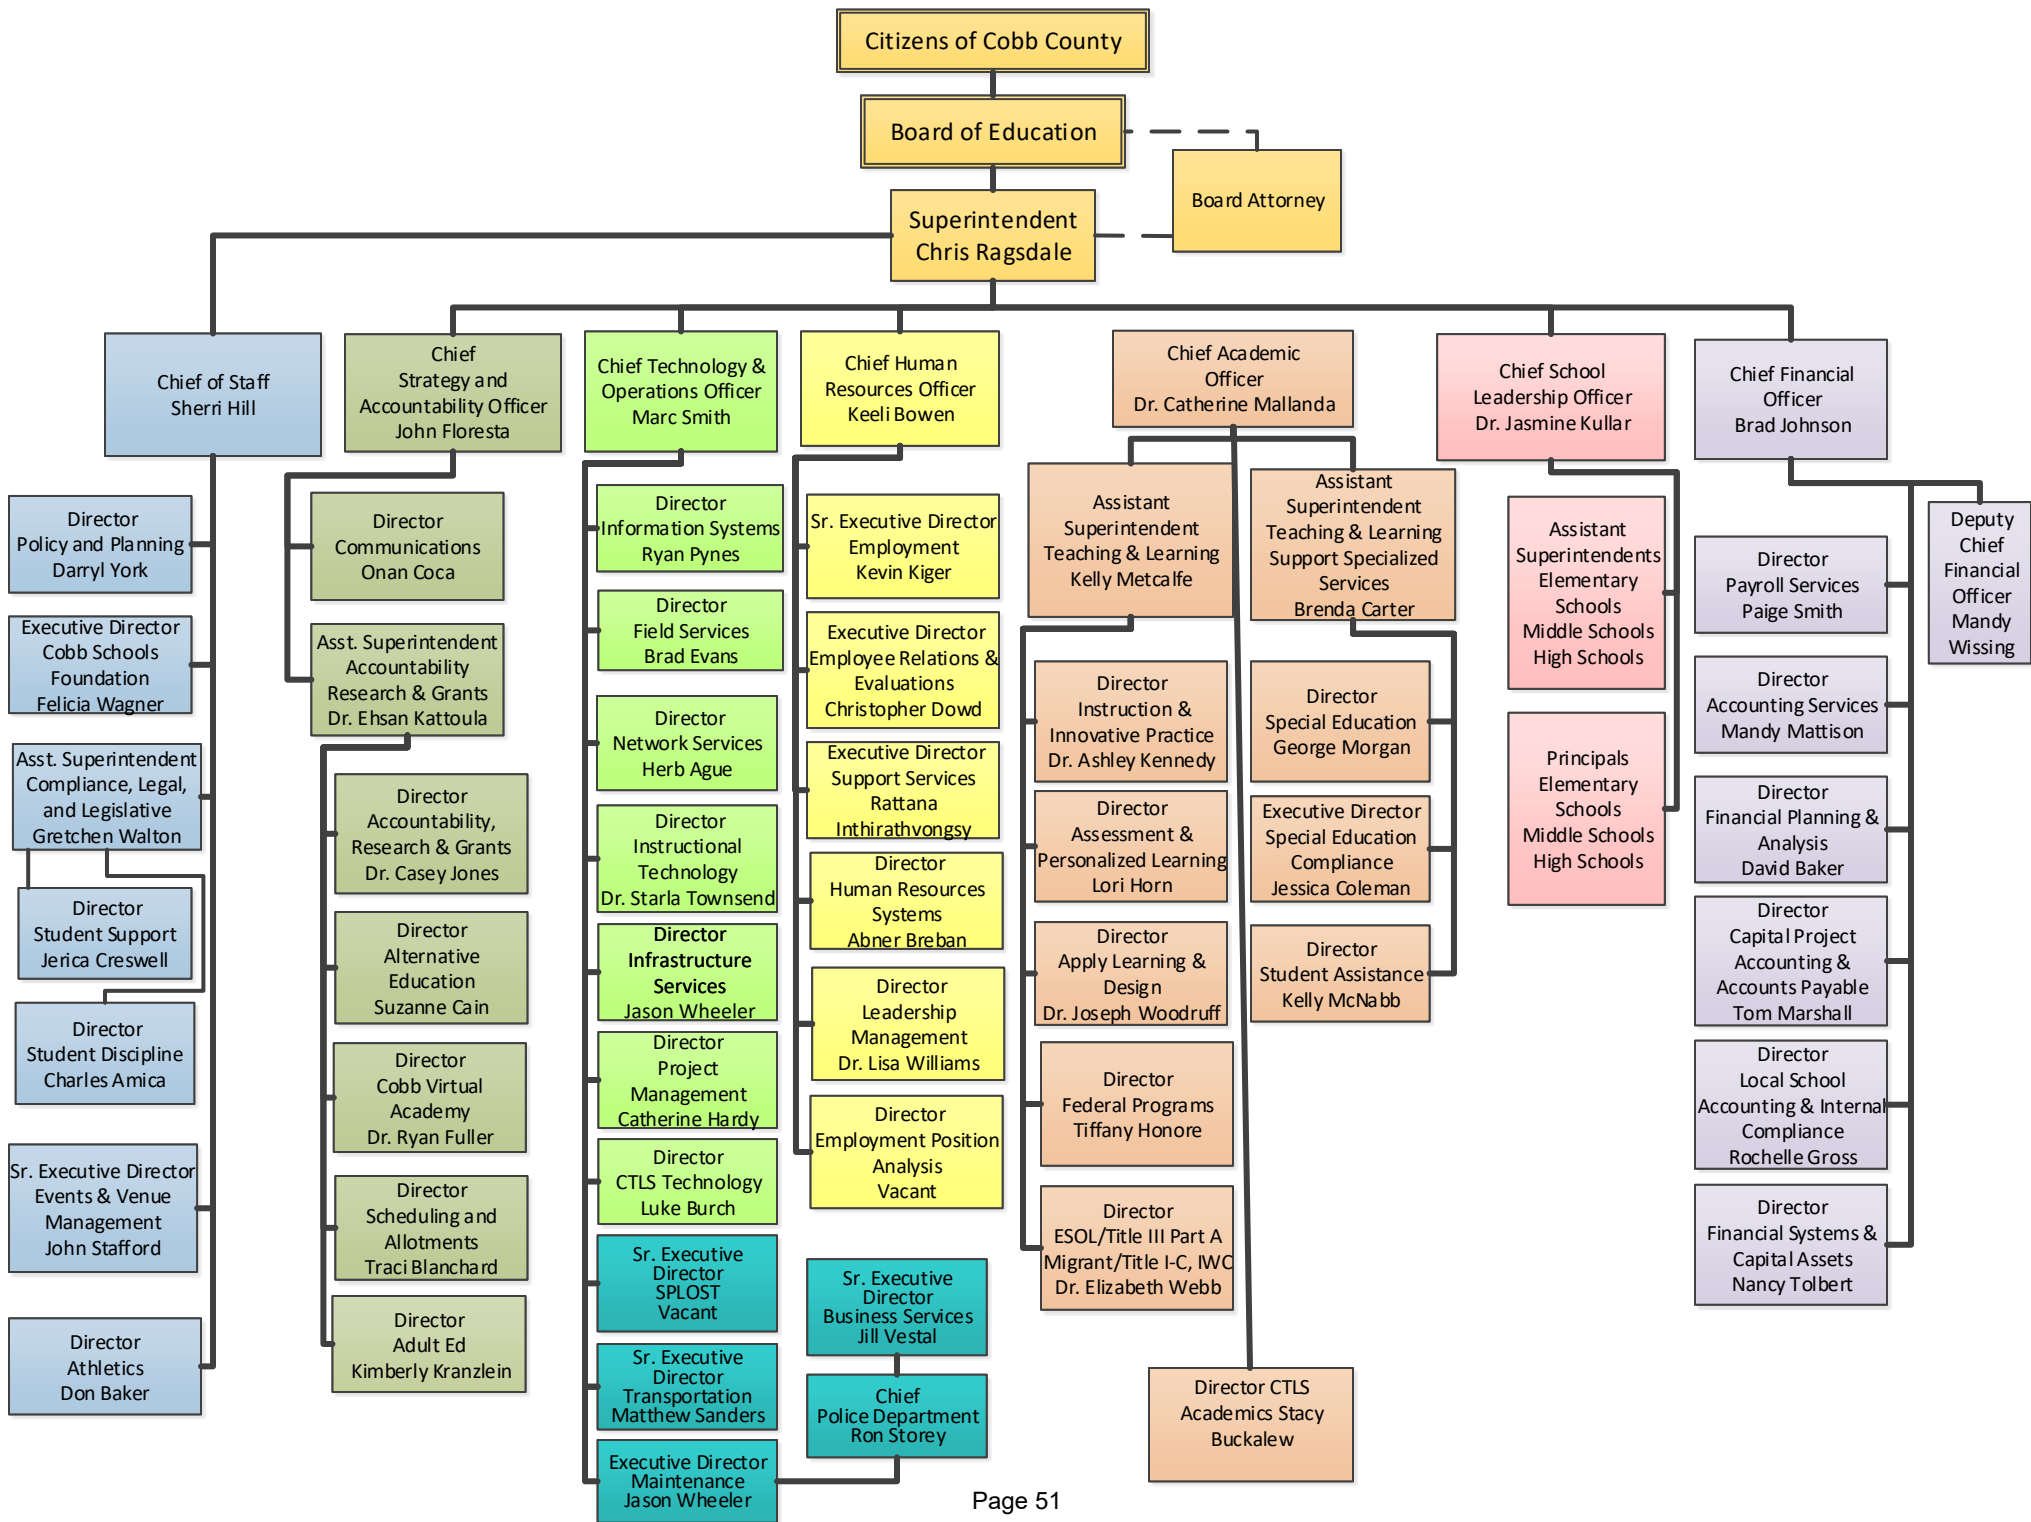 Citizens of Cobb County
Board of Education
Board Attorney
Superintendent
Chris Ragsdale
Chief of Staff
Sherri Hill
Director
Policy and Planning
Darryl York
Executive Director
Cobb Schools
Foundation
Felicia Wagner
Asst. Superintendent
Compliance, Legal,
and Legislative
Gretchen Walton
Director
Student Support
Jerica Creswell
Director
Student Discipline
Charles Amica
Sr. Executive Director
Events & Venue
Management
John Stafford
Director
Athletics
Don Baker
Chief
Strategy and
Accountability Officer
John Floresta
Director
Communications
Onan Coca
Asst. Superintendent
Accountability
Research & Grants
Dr. Ehsan Kattoula
Director
Accountability,
Research & Grants
Dr. Casey Jones
Director
Alternative
Education
Suzanne Cain
Director
Cobb Virtual
Academy
Dr. Ryan Fuller
Director
Scheduling and
Allotments
Traci Blanchard
Director
Adult Ed
Kimberly Kranzlein
Chief Technology &
Operations Officer
Marc Smith
Director
Information Systems
Ryan Pynes
Director
Field Services
Brad Evans
Director
Network Services
Herb Ague
Director
Instructional
Technology
Dr. Starla Townsend
Director
Infrastructure
Services
Jason Wheeler
Director
Project
Management
Catherine Hardy
Director
CTLS Technology
Luke Burch
Sr. Executive
Director
SPLOST
Vacant
Sr. Executive
Director
Transportation
Matthew Sanders
Executive Director
Maintenance
Jason Wheeler
Sr. Executive
Director
Business Services
Jill Vestal
Chief
Police Department
Ron Storey
Chief Human
Resources Officer
Keeli Bowen
Sr. Executive Director
Employment
Kevin Kiger
Executive Director
Employee Relations &
Evaluations
Christopher Dowd
Executive Director
Support Services
Rattana
Inthirathvongsy
Director
Human Resources
Systems
Abner Breban
Director
Leadership
Management
Dr. Lisa Williams
Director
Employment Position
Analysis
Vacant
Chief Academic
Officer
Dr. Catherine Mallanda
Assistant
Superintendent
Teaching & Learning
Kelly Metcalfe
Director
Instruction &
Innovative Practice
Dr. Ashley Kennedy
Director
Assessment &
Personalized Learning
Lori Horn
Director
Apply Learning &
Design
Dr. Joseph Woodruff
Director
Federal Programs
Tiffany Honore
Director
ESOL/Title III Part A
Migrant/Title I-C, IWC
Dr. Elizabeth Webb
Assistant
Superintendent
Teaching & Learning
Support Specialized
Services
Brenda Carter
Director
Special Education
George Morgan
Executive Director
Special Education
Compliance
Jessica Coleman
Director
Student Assistance
Kelly McNabb
Director CTLS
Academics Stacy
Buckalew
Chief School
Leadership Officer
Dr. Jasmine Kullar
Assistant
Superintendents
Elementary
Schools
Middle Schools
High Schools
Principals
Elementary
Schools
Middle Schools
High Schools
Chief Financial
Officer
Brad Johnson
Deputy
Chief
Financial
Officer
Mandy
Wissing
Director
Payroll Services
Paige Smith
Director
Accounting Services
Mandy Mattison
Director
Financial Planning &
Analysis
David Baker
Director
Capital Project
Accounting &
Accounts Payable
Tom Marshall
Director
Local School
Accounting & Internal
Compliance
Rochelle Gross
Director
Financial Systems &
Capital Assets
Nancy Tolbert
Page 51